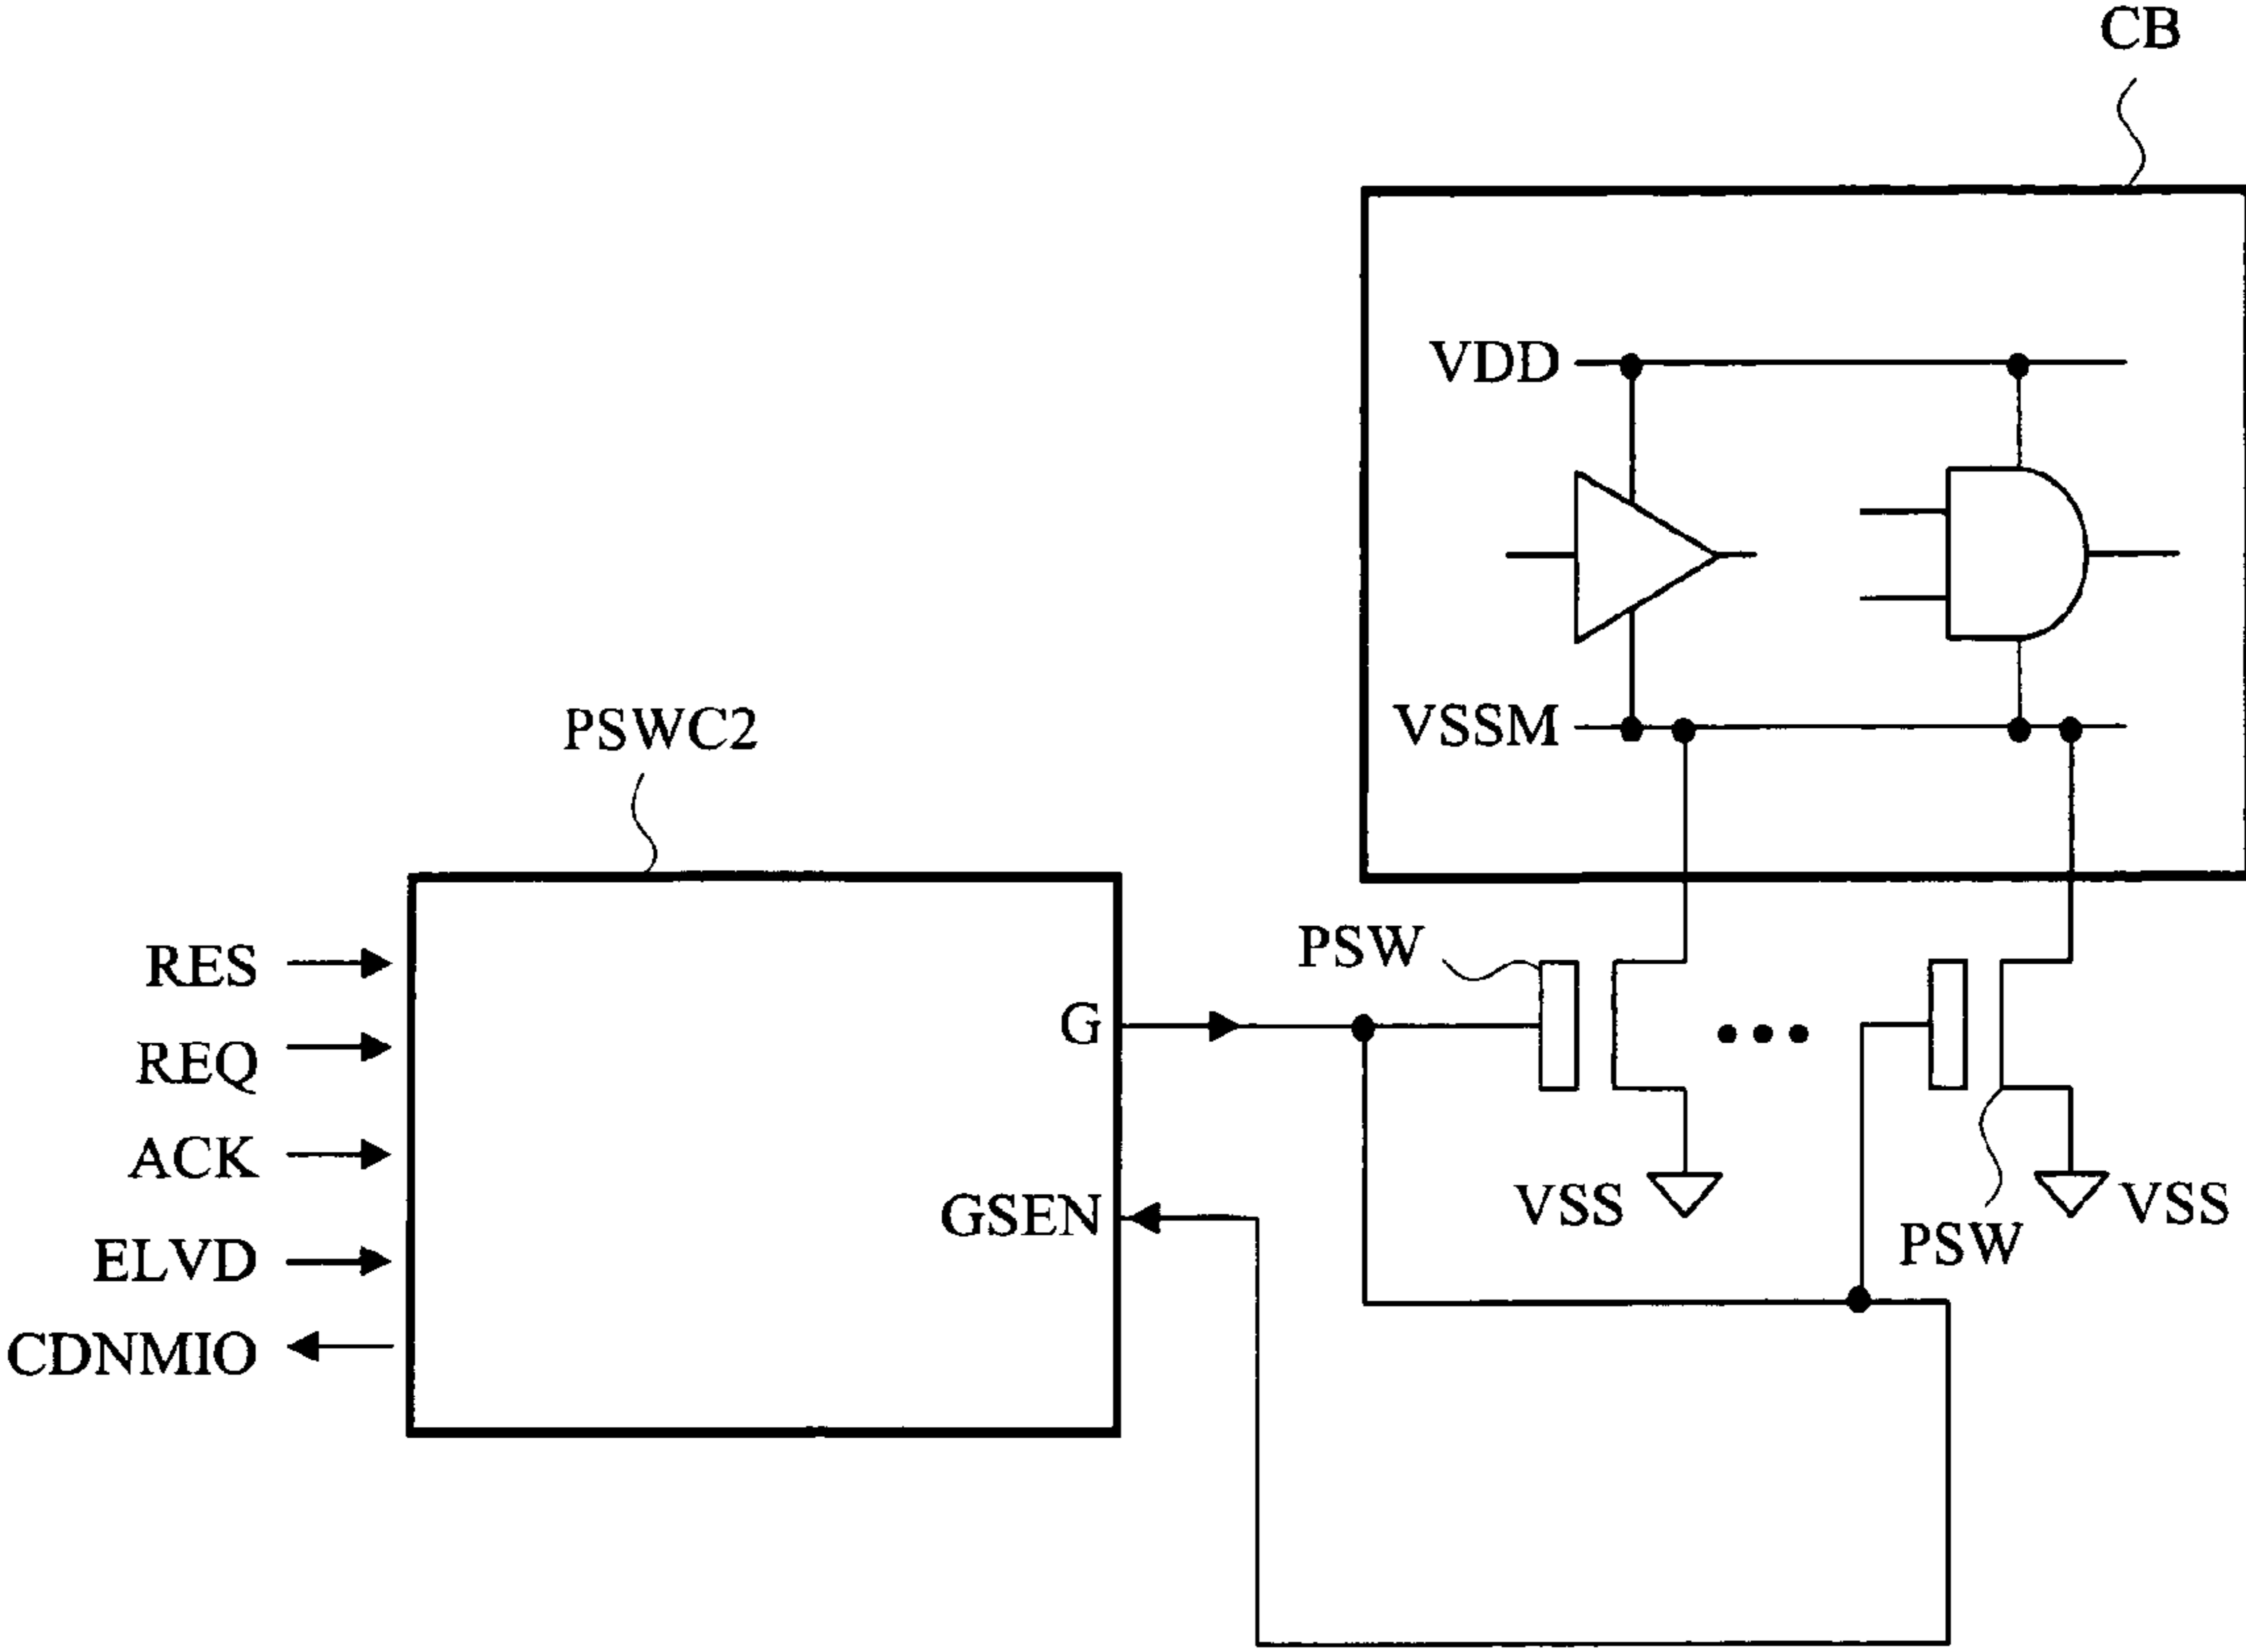 CB
VDD
VSSM
PSWC2
PSW
RES
REQ
ACK
ELVD
CDNMIO
G
GSEN
VSS
PSW
VSS